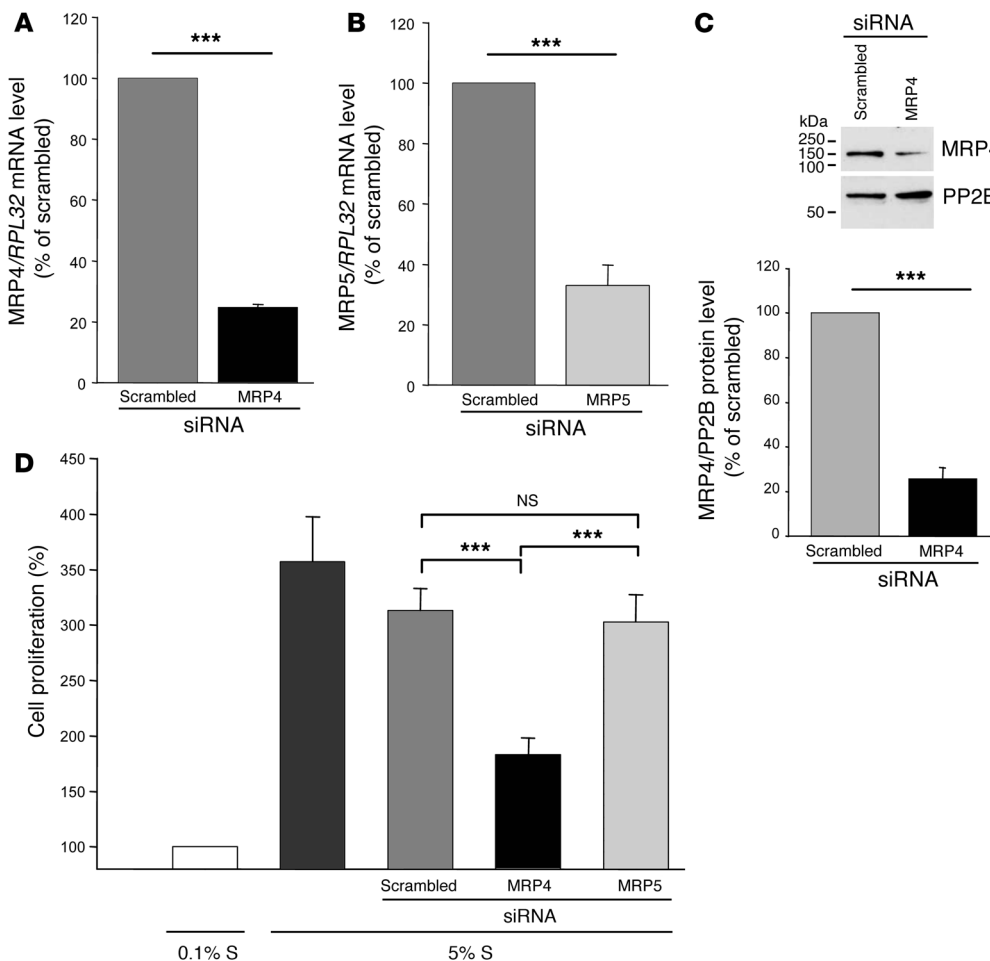 A
MRP4/RPL32 mRNA level
(% of scrambled)
120
100
80
60
40
20
0
***
Scrambled MRP4
siRNA
B
MRP5/RPL32 mRNA level
(% of scrambled)
120
100
80
60
40
20
0
***
Scrambled MRP5
siRNA
C
siRNA
Scrambled
MRP4
kDa
250
150
100
MRP4
50
PP2B
MRP4/PP2B protein level
(% of scrambled)
120
100
80
60
40
20
0
***
Scrambled MRP4
siRNA
D
Cell proliferation (%)
450
400
350
300
250
200
150
100
NS
*** ***
Scrambled MRP4 MRP5
siRNA
0.1% S 5% S